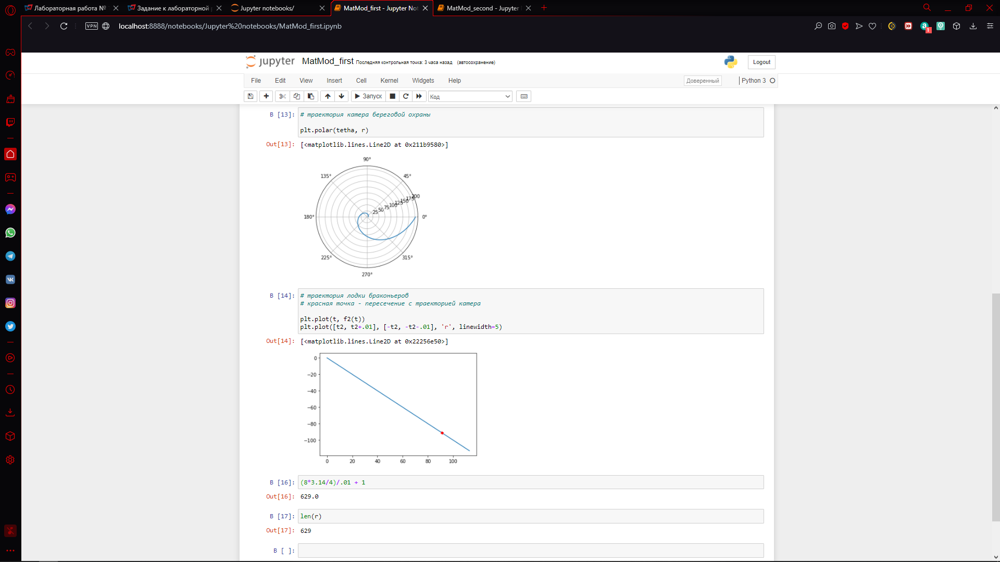 Лабораторная работа №
Задание к лабораторной
Jupyter notebooks/
MatMod_first - Jupyter No
MatMod_second - Jupyter
VPN
localhost:8888/notebooks/Jupyter%20notebooks/MatMod_first.ipynb
1
jupyter MatMod_first Последняя контрольная точка: 3 часа назад (автосохранение)
Logout
File Edit View Insert Cell Kernel Widgets Help
Доверенный
Python 3
Запуск
Код
В [13]:
# траектория катера береговой охраны
plt.polar(tetha, r)
Out[13]:
[<matplotlib.lines.Line2D at 0x211b9580>]
90°
135° 45°
25 50 75 100 125 150 175 200
180° 0°
225° 315°
270°
В [14]:
# траектория лодки браконьеров
# красная точка - пересечение с траекторией катера
plt.plot(t, f2(t))
plt.plot([t2, t2+.01], [-t2, -t2-.01], 'r', linewidth=5)
Out[14]:
[<matplotlib.lines.Line2D at 0x22256e50>]
0
−20
−40
−60
−80
−100
0 20 40 60 80 100
В [16]:
(8*3.14/4)/.01 + 1
Out[16]:
629.0
В [17]:
len(r)
Out[17]:
629
В [ ]: